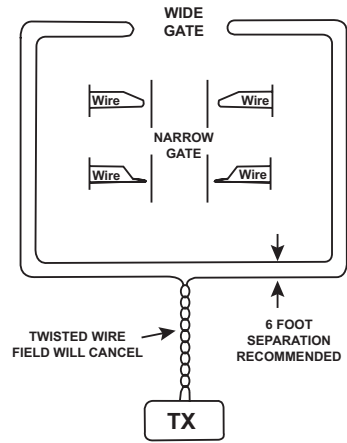 WIDE
GATE
Wire
Wire
NARROW
GATE
Wire
Wire
TWISTED WIRE
FIELD WILL CANCEL
6 FOOT
SEPARATION
RECOMMENDED
TX